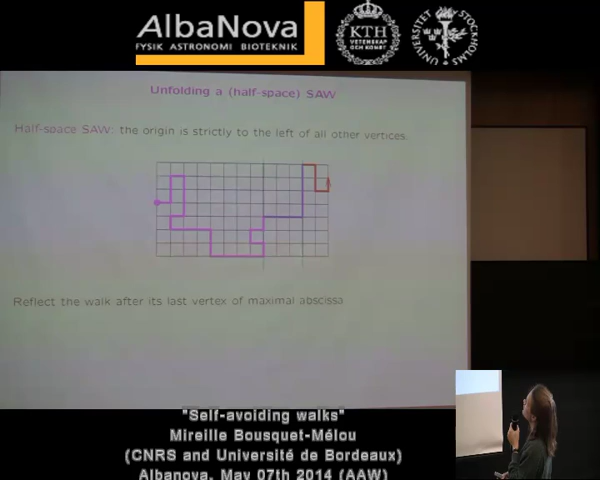 AlbaNova
FYSIK ASTRONOMI BIOTEKNIK
KTH
VETENSKAP
OCH KONST
Unfolding a (half-space) SAW
Half-space SAW: the origin is strictly to the left of all other vertices.
Reflect the walk after its last vertex of maximal abscissa
"Self-avoiding walks"
Mireille Bousquet-Mélou
(CNRS and Université de Bordeaux)
Albanova, May 07th 2014 (AAW)